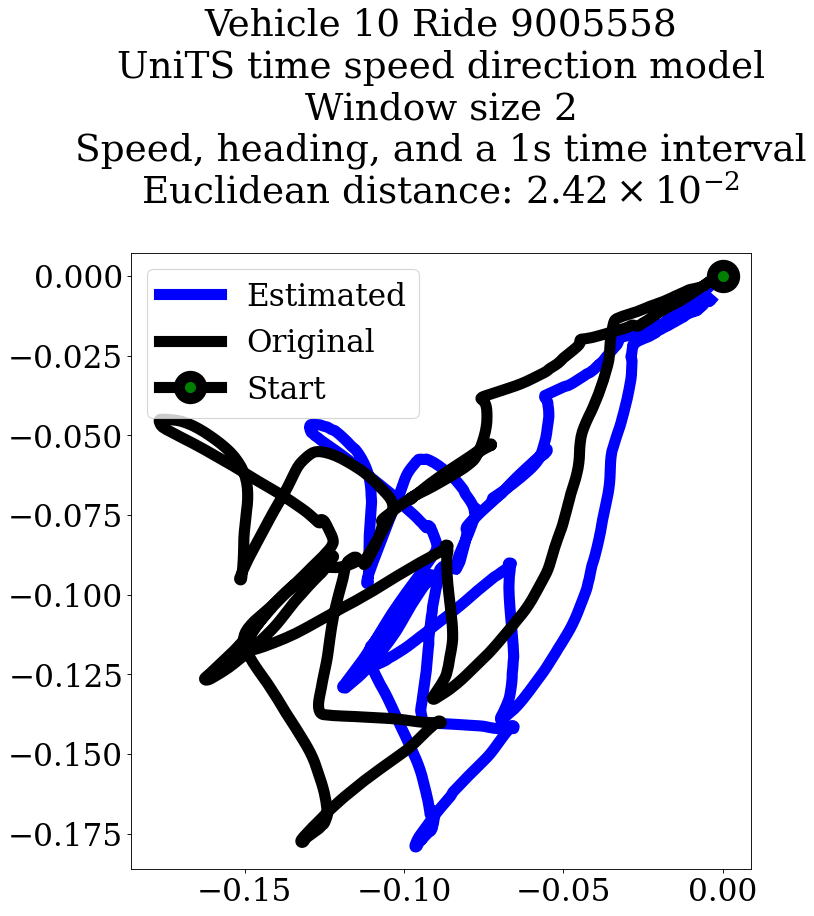 Vehicle 10 Ride 9005558
UniTS time speed direction model
Window size 2
Speed, heading, and a 1s time interval
Euclidean distance: 2.42 × 10⁻²
Estimated
Original
Start
0.000
−0.025
−0.050
−0.075
−0.100
−0.125
−0.150
−0.175
−0.15
−0.10
−0.05
0.00